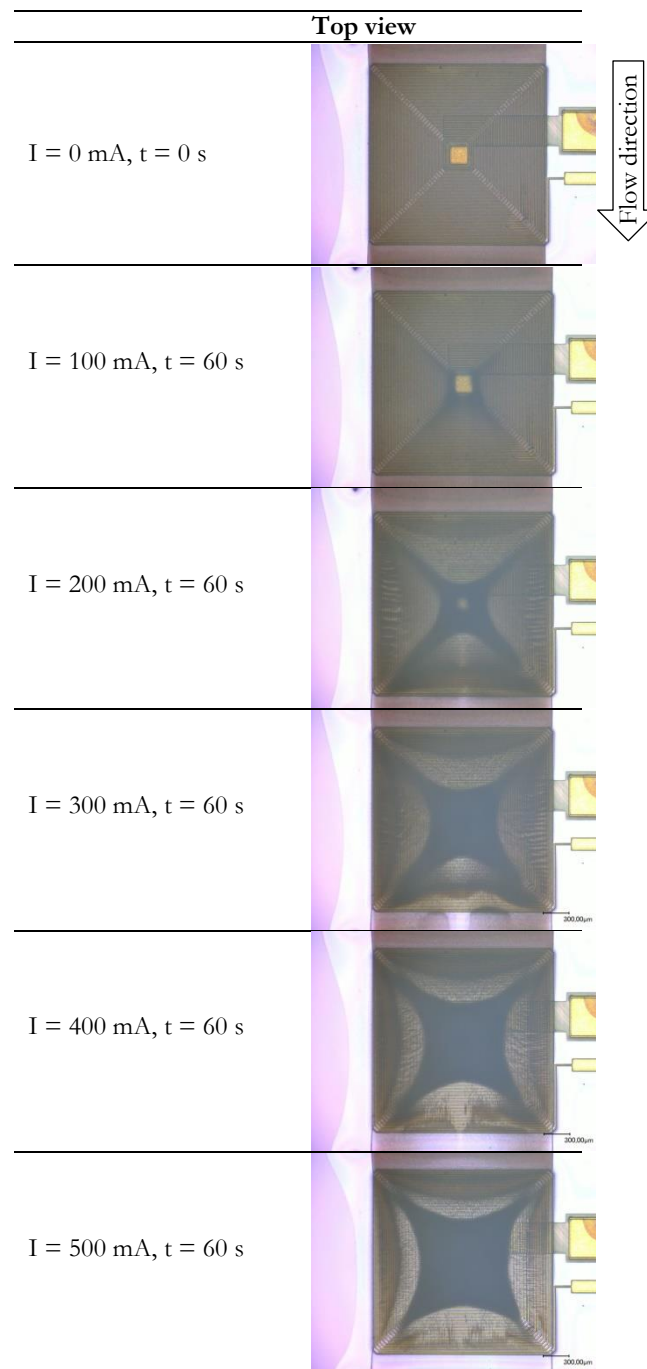 Top view
I = 0 mA, t = 0 s
Flow direction
I = 100 mA, t = 60 s
I = 200 mA, t = 60 s
I = 300 mA, t = 60 s
300,00µm
I = 400 mA, t = 60 s
300,00µm
I = 500 mA, t = 60 s
300,00µm